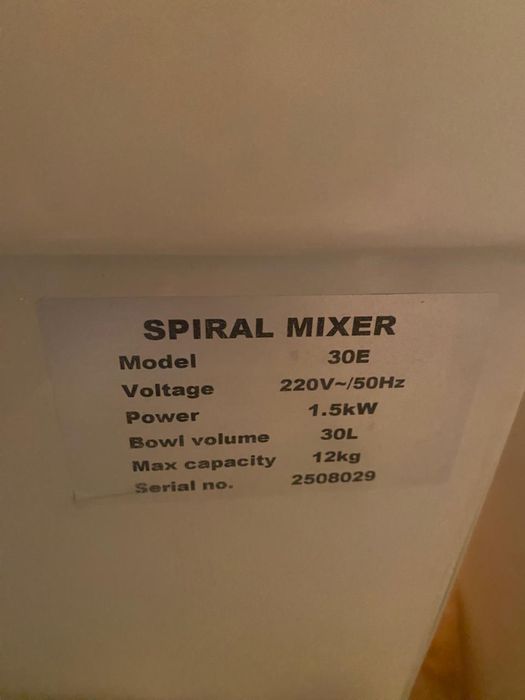 SPIRAL MIXER
Model 30E
Voltage 220V~/50Hz
Power 1.5kW
Bowl volume 30L
Max capacity 12kg
Serial no. 2508029